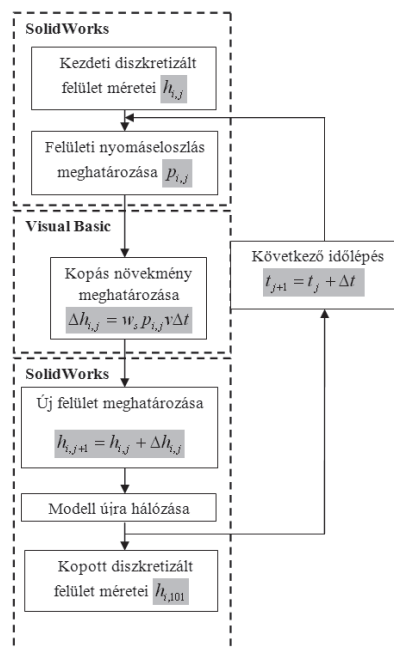 SolidWorks
Kezdeti diszkretizált
felület méretei h_{i,j}
Felületi nyomáseloszlás
meghatározása p_{i,j}
Visual Basic
Kopás növekmény
meghatározása
Δh_{i,j} = w_s p_{i,j} vΔt
Következő időlépés
t_{j+1} = t_j + Δt
SolidWorks
Új felület meghatározása
h_{i,j+1} = h_{i,j} + Δh_{i,j}
Modell újra hálózása
Kopott diszkretizált
felület méretei h_{i,101}